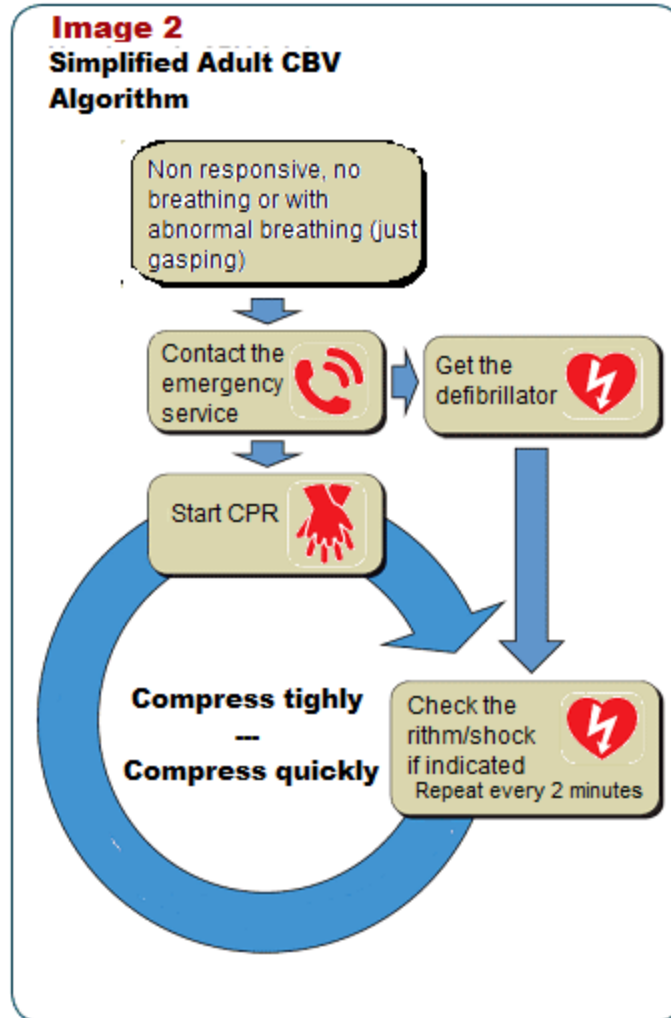 Image 2
Simplified Adult CBV
Algorithm
Non responsive, no
breathing or with
abnormal breathing (just
gasping)
Contact the
emergency
service
Get the
defibrillator
Start CPR
Compress tighly
---
Compress quickly
Check the
rithm/shock
if indicated
Repeat every 2 minutes